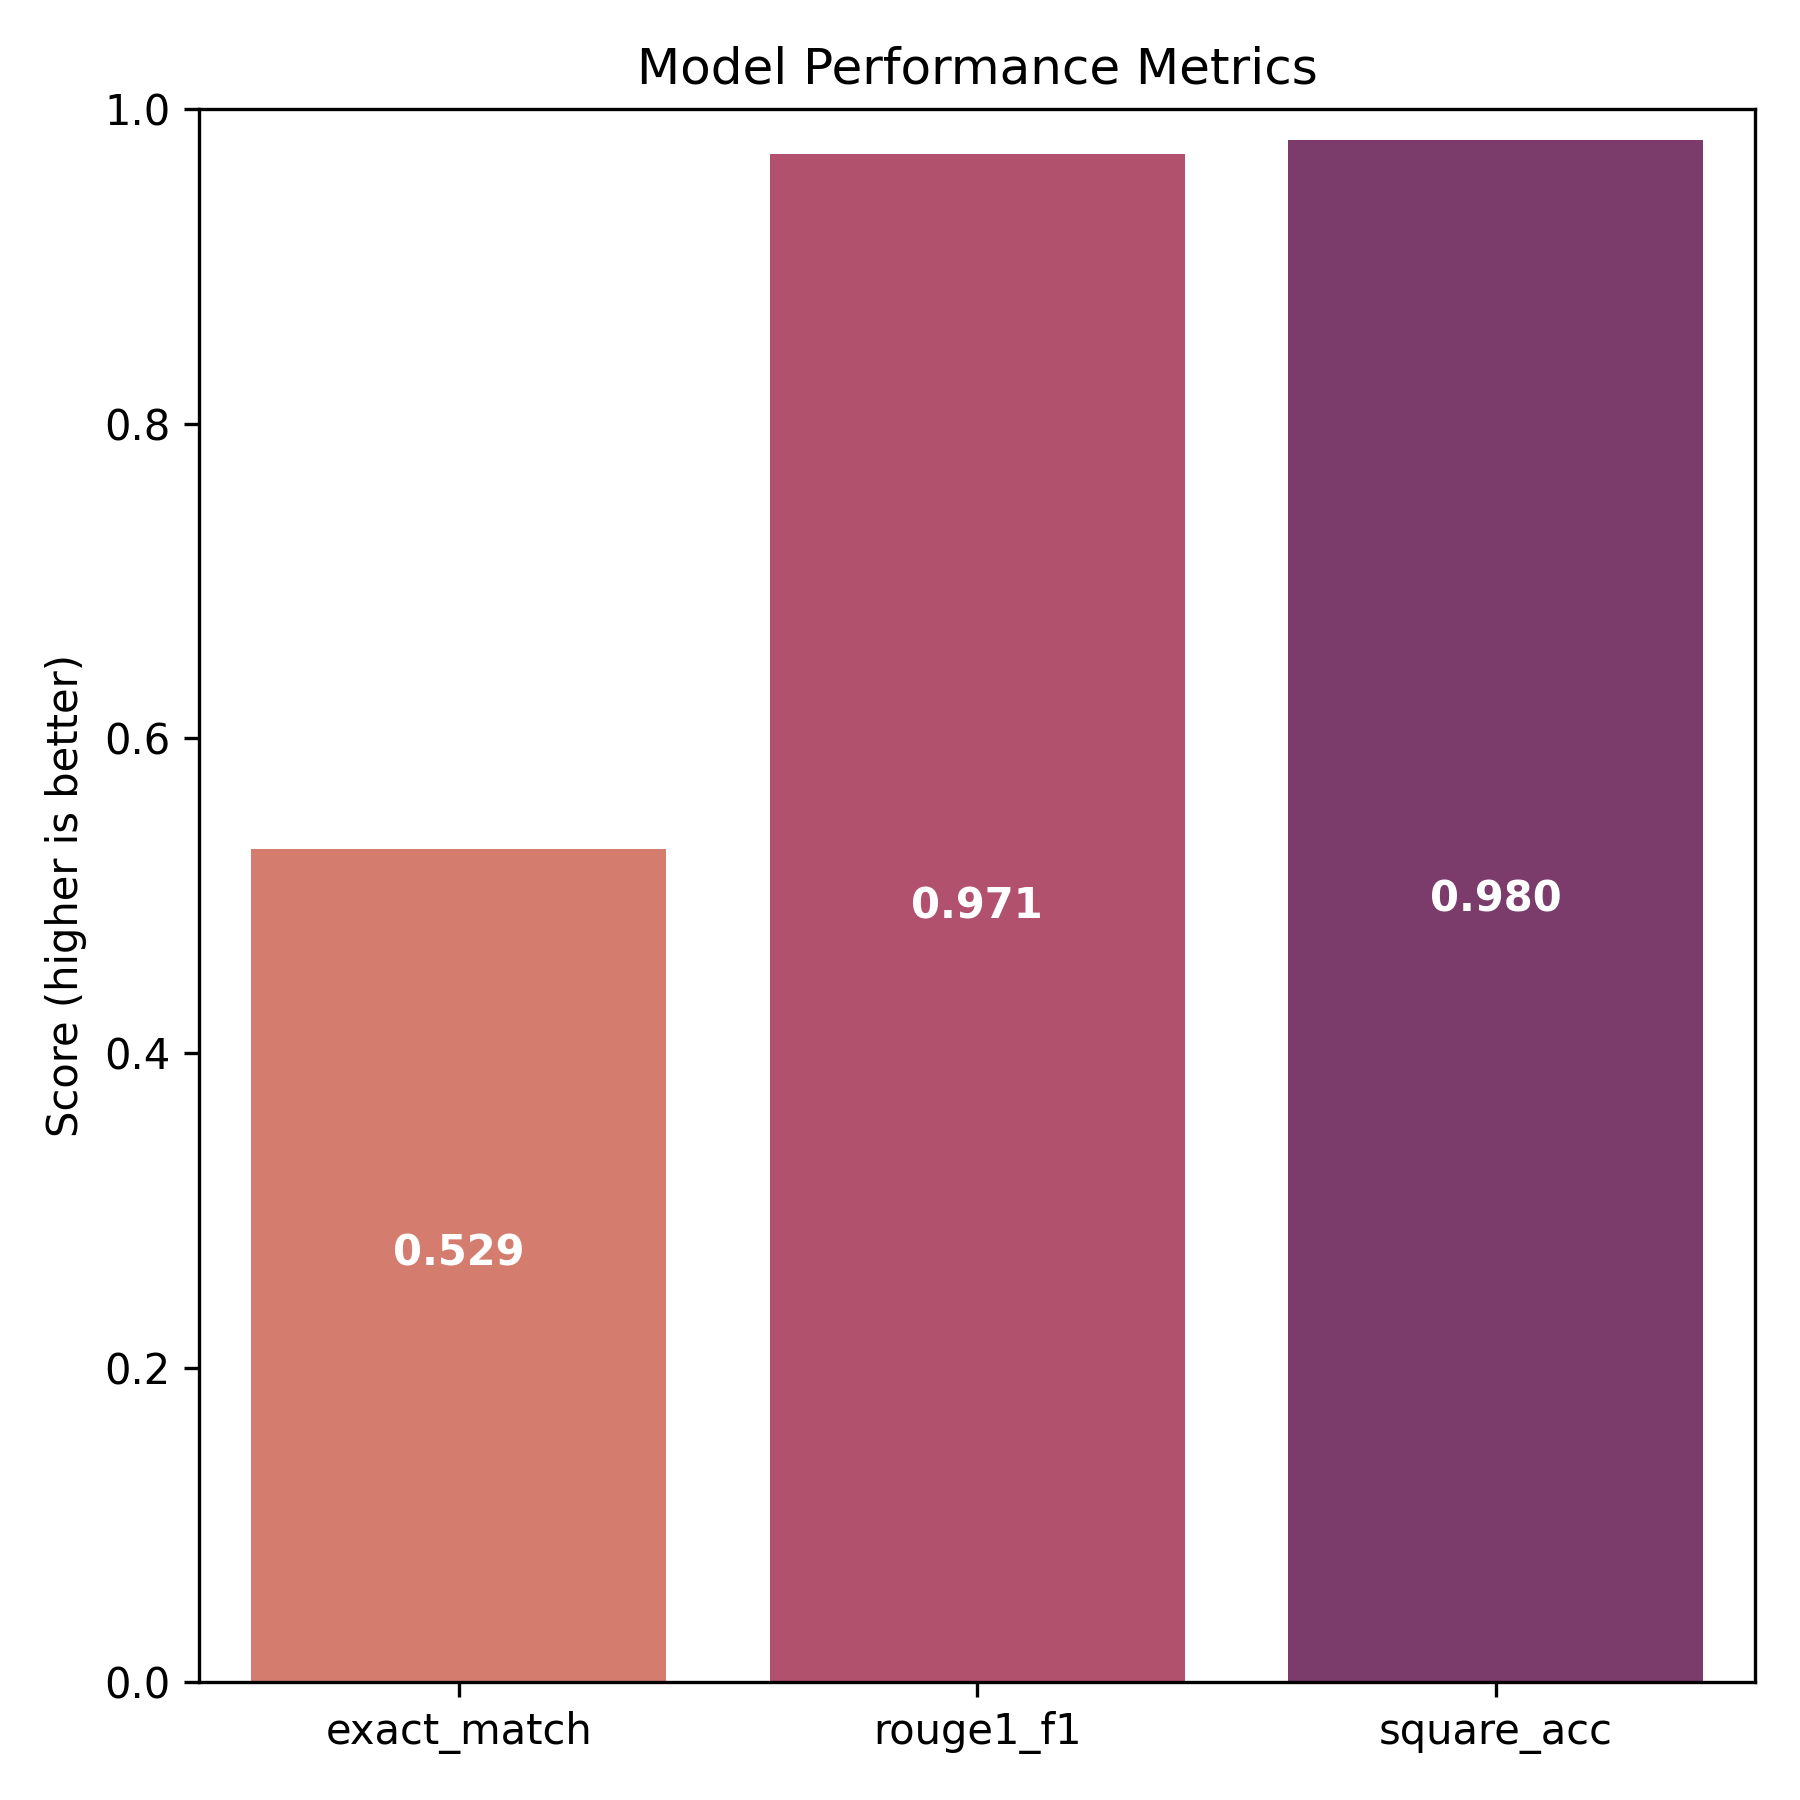 Model Performance Metrics
Score (higher is better)
1.0
0.8
0.6
0.4
0.2
0.0
0.529
0.971
0.980
exact_match
rouge1_f1
square_acc